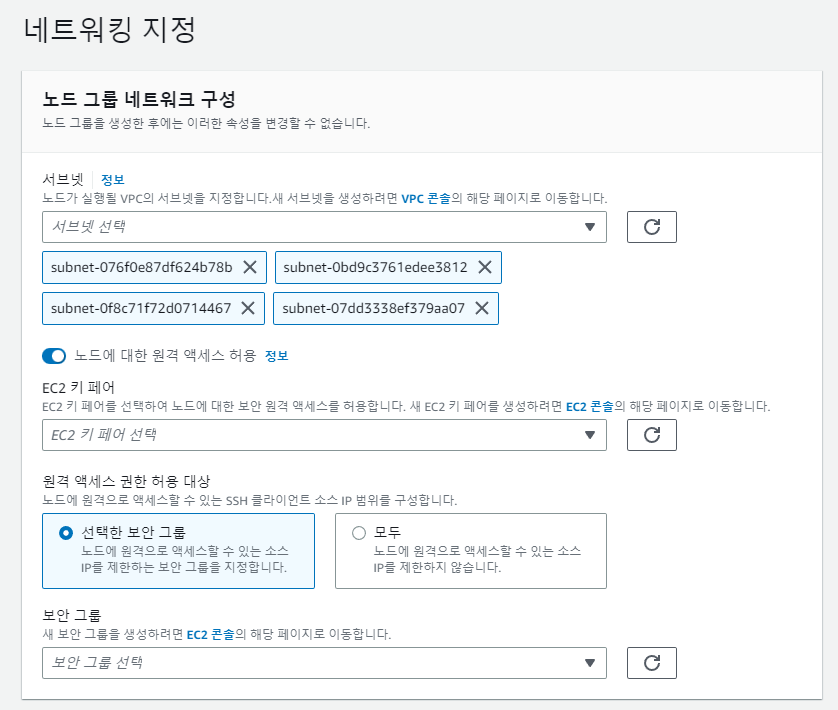 네트워킹 지정
노드 그룹 네트워크 구성
노드 그룹을 생성한 후에는 이러한 속성을 변경할 수 없습니다.
서브넷 정보
노드가 실행될 VPC의 서브넷을 지정합니다.새 서브넷을 생성하려면 VPC 콘솔의 해당 페이지로 이동합니다.
서브넷 선택
subnet-076f0e87df624b78b subnet-0bd9c3761edee3812
subnet-0f8c71f72d0714467 subnet-07dd3338ef379aa07
노드에 대한 원격 액세스 허용 정보
EC2 키 페어
EC2 키 페어를 선택하여 노드에 대한 보안 원격 액세스를 허용합니다. 새 EC2 키 페어를 생성하려면 EC2 콘솔의 해당 페이지로 이동합니다.
EC2 키 페어 선택
원격 액세스 권한 허용 대상
노드에 원격으로 액세스할 수 있는 SSH 클라이언트 소스 IP 범위를 구성합니다.
선택한 보안 그룹
노드에 원격으로 액세스할 수 있는 소스
IP를 제한하는 보안 그룹을 지정합니다.
모두
노드에 원격으로 액세스할 수 있는 소스
IP를 제한하지 않습니다.
보안 그룹
새 보안 그룹을 생성하려면 EC2 콘솔의 해당 페이지로 이동합니다.
보안 그룹 선택